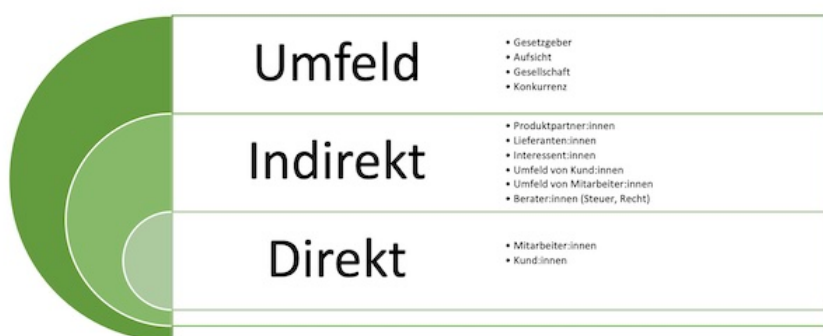 Umfeld
• Gesetzgeber
• Aufsicht
• Gesellschaft
• Konkurrenz
Indirekt
• Produktpartner:innen
• Lieferanten:innen
• Interessent:innen
• Umfeld von Kund:innen
• Umfeld von Mitarbeiter:innen
• Berater:innen (Steuer, Recht)
Direkt
• Mitarbeiter:innen
• Kund:innen